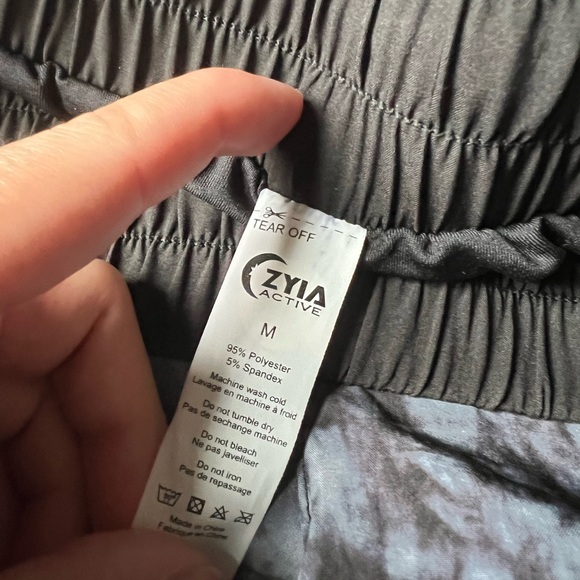 TEAR OFF
ZYIA
ACTIVE
M
95% Polyester
5% Spandex
Machine wash cold
Lavage en machine à froid
Do not tumble dry
Pas de sechange machine
Do not bleach
Ne pas javelliser
Do not iron
Pas de repassage
Made in China
Fabriqué en Chine